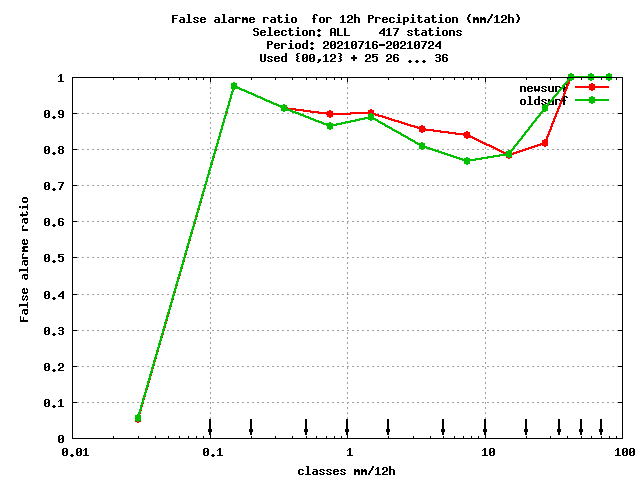 False alarme ratio  for 12h Precipitation (mm/12h)
Selection: ALL    417 stations
Period: 20210716-20210724
Used {00,12} + 25 26 ... 36
newsurf
oldsurf
1
0.9
0.8
0.7
0.6
0.5
0.4
0.3
0.2
0.1
0
False alarme ratio
0.01 0.1 1 10 100
classes mm/12h